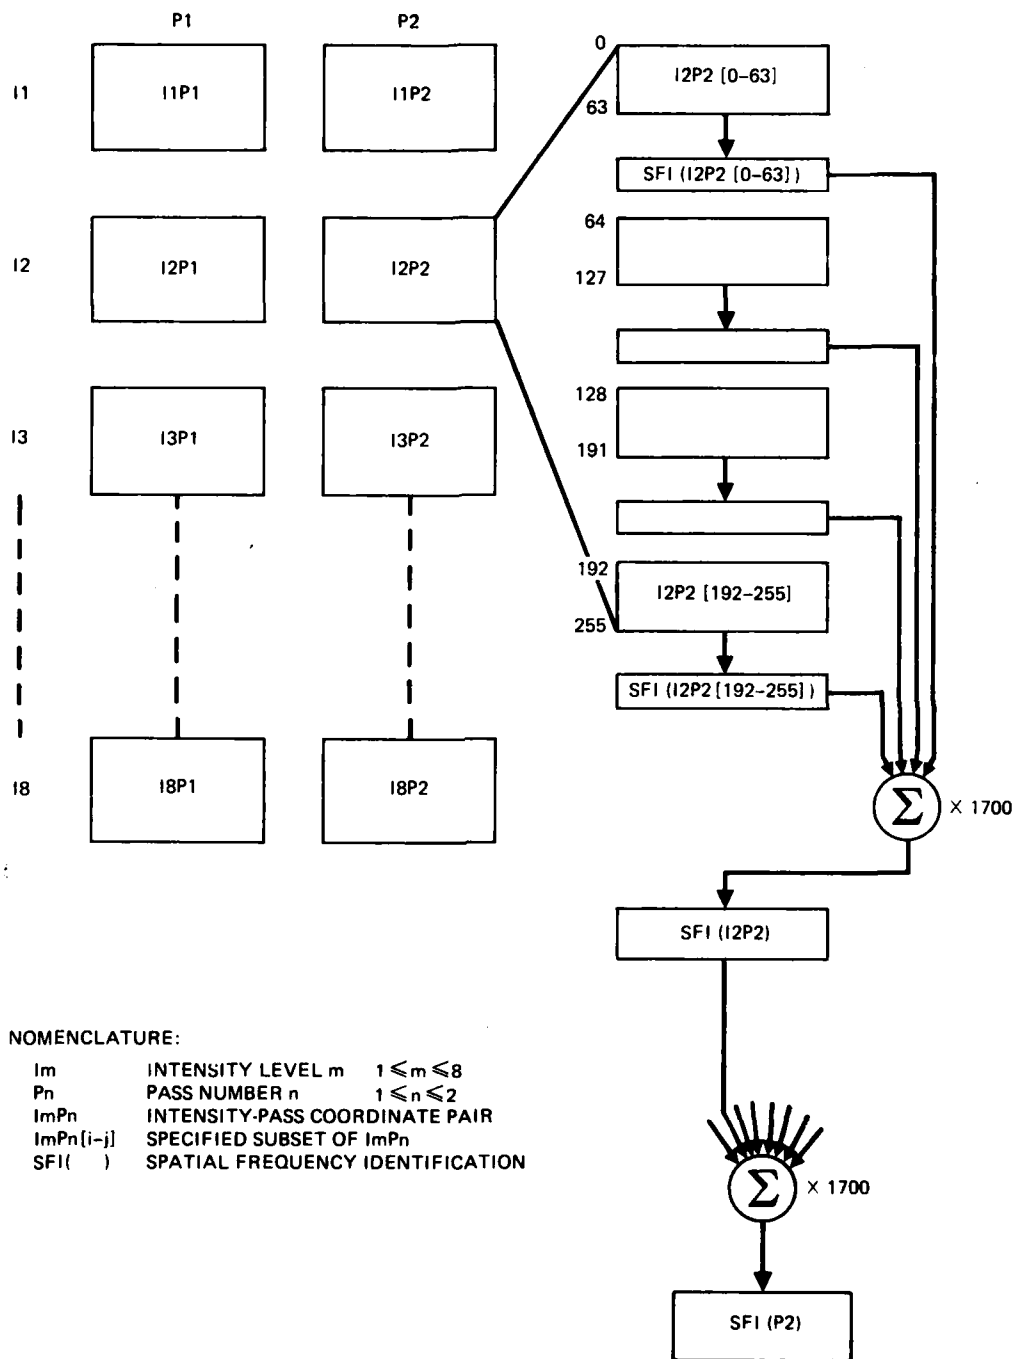 P1 P2
I1 I1P1 I1P2
I2 I2P1 I2P2
I3 I3P1 I3P2
I8 I8P1 I8P2
0
I2P2 [0-63]
63
SFI (I2P2 [0-63])
64
127
128
191
192
I2P2 [192-255]
255
SFI (I2P2 [192-255])
Σ × 1700
SFI (I2P2)
Σ × 1700
SFI (P2)
NOMENCLATURE:
Im INTENSITY LEVEL m 1 ≤ m ≤ 8
Pn PASS NUMBER n 1 ≤ n ≤ 2
ImPn INTENSITY-PASS COORDINATE PAIR
ImPn[i-j] SPECIFIED SUBSET OF ImPn
SFI( ) SPATIAL FREQUENCY IDENTIFICATION